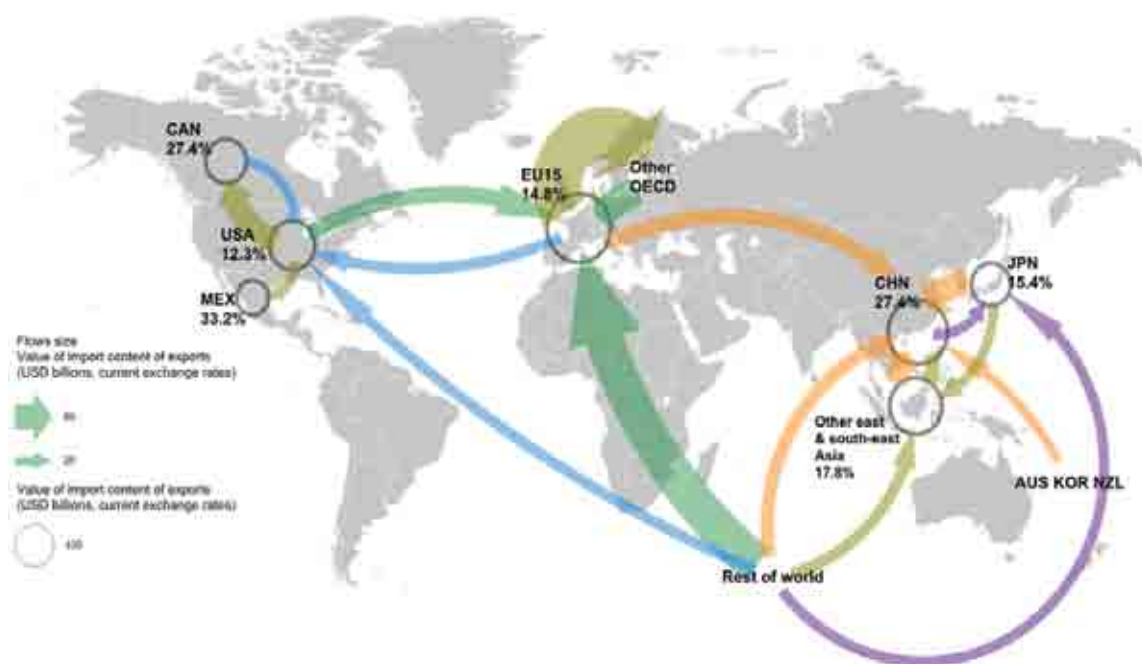 CAN
27.4%
USA
12.3%
MEX
33.2%
EU15
14.8%
Other
OECD
CHN
27.4%
JPN
15.4%
Other east
& south-east
Asia
17.8%
AUS KOR NZL
Rest of world
Flows size
Value of import content of exports
(USD billions, current exchange rates)
20
Value of import content of exports
(USD billions, current exchange rates)